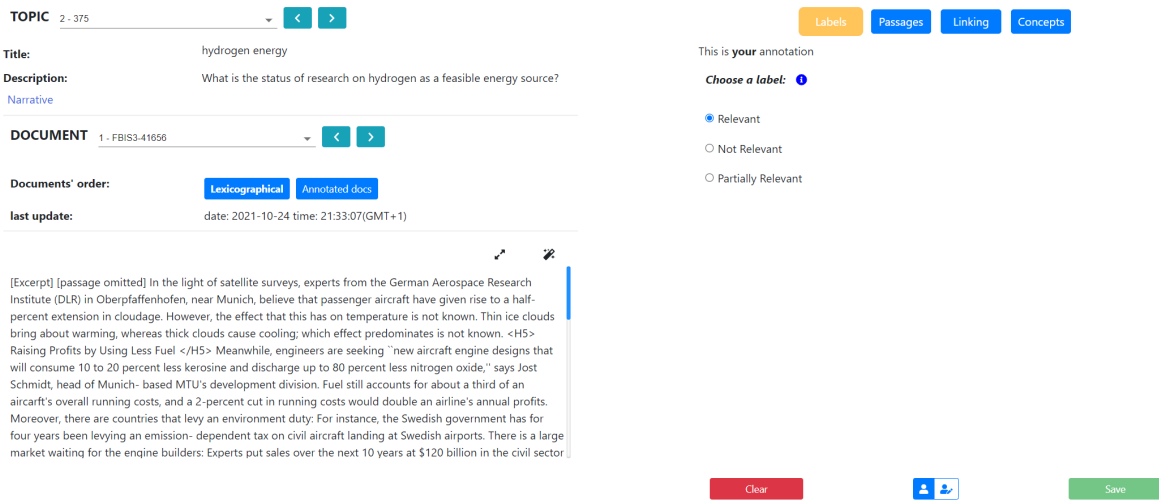 TOPIC 2 - 375
Labels Passages Linking Concepts
Title: hydrogen energy
This is your annotation
Description: What is the status of research on hydrogen as a feasible energy source?
Choose a label:
Narrative
Relevant
DOCUMENT 1 - FBIS3-41656
Not Relevant
Partially Relevant
Documents' order: Lexicographical Annotated docs
last update: date: 2021-10-24 time: 21:33:07(GMT+1)
[Excerpt] [passage omitted] In the light of satellite surveys, experts from the German Aerospace Research
Institute (DLR) in Oberpfaffenhofen, near Munich, believe that passenger aircraft have given rise to a half-
percent extension in cloudage. However, the effect that this has on temperature is not known. Thin ice clouds
bring about warming, whereas thick clouds cause cooling; which effect predominates is not known. <H5>
Raising Profits by Using Less Fuel </H5> Meanwhile, engineers are seeking ``new aircraft engine designs that
will consume 10 to 20 percent less kerosine and discharge up to 80 percent less nitrogen oxide,'' says Jost
Schmidt, head of Munich- based MTU's development division. Fuel still accounts for about a third of an
aircarft's overall running costs, and a 2-percent cut in running costs would double an airline's annual profits.
Moreover, there are countries that levy an environment duty: For instance, the Swedish government has for
four years been levying an emission- dependent tax on civil aircraft landing at Swedish airports. There is a large
market waiting for the engine builders: Experts put sales over the next 10 years at $120 billion in the civil sector
Clear Save